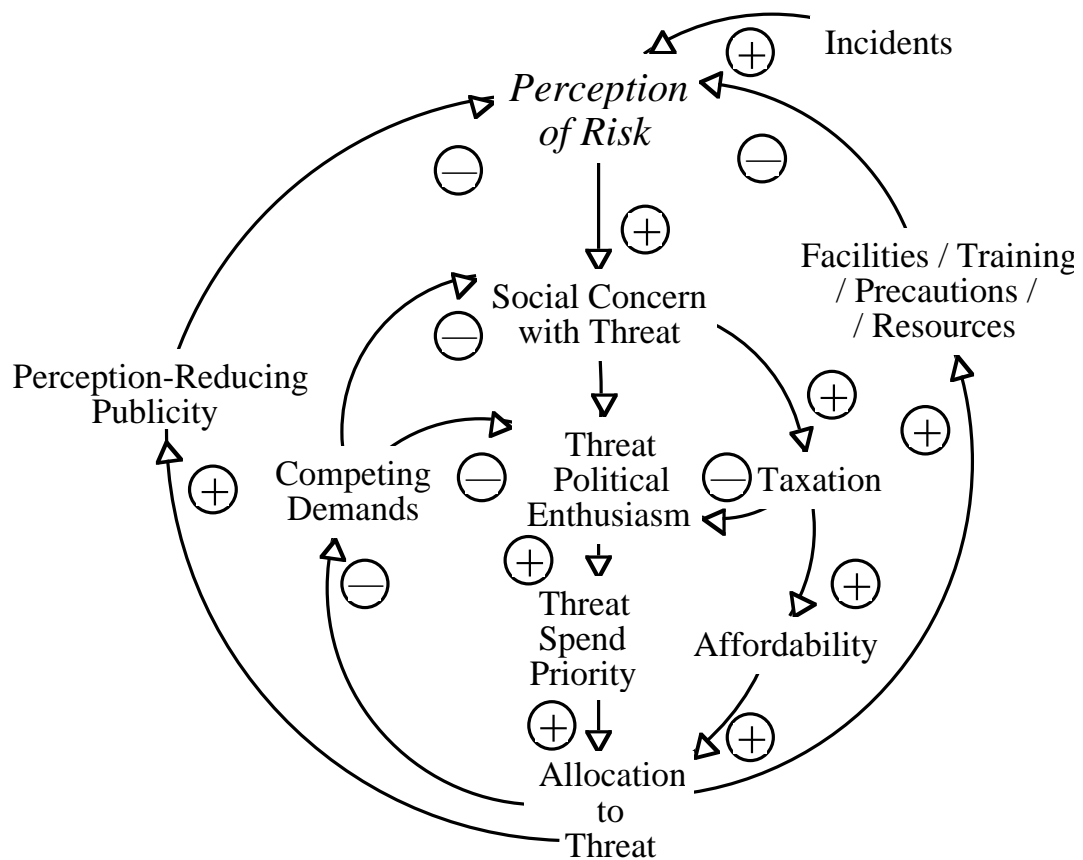 Incidents
+
Perception
of Risk
−
−
+
Facilities / Training
/ Precautions /
/ Resources
Social Concern
with Threat
−
Perception-Reducing
Publicity
+
+
Threat
Political
Enthusiasm
Competing
Demands
−
−
Taxation
+
+
−
+
Threat
Spend
Priority
Affordability
+
+
Allocation
to
Threat